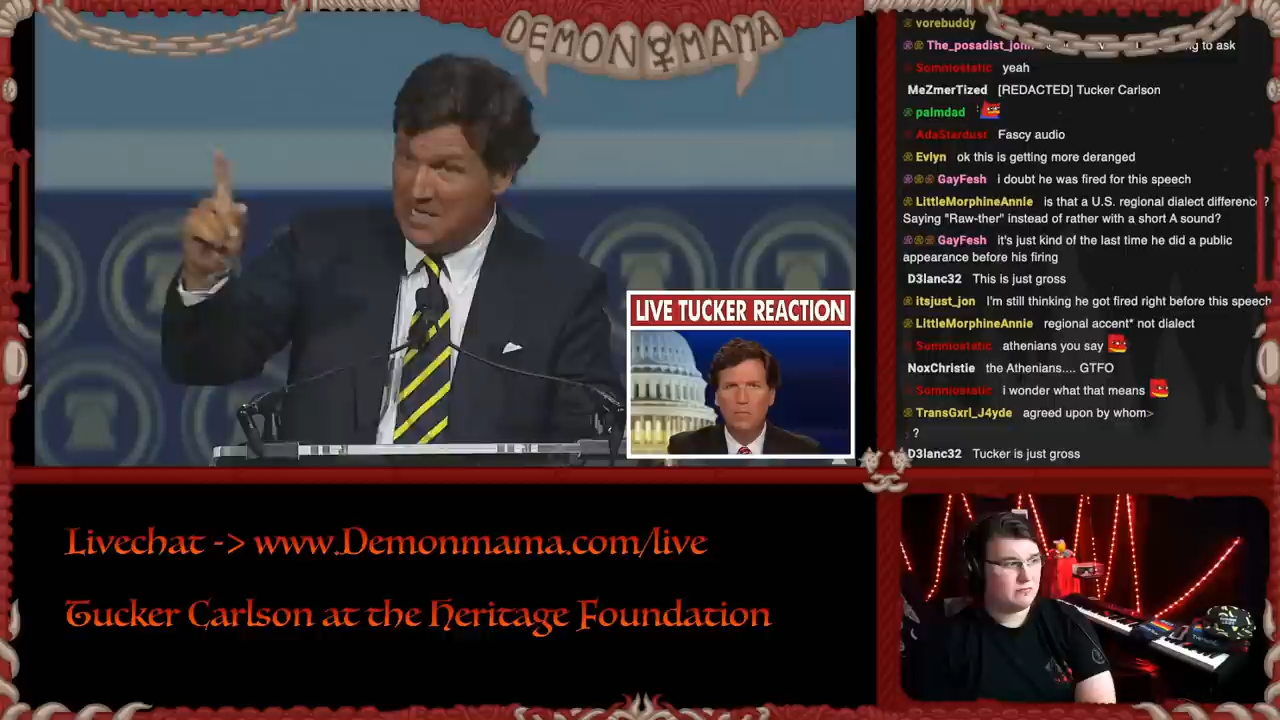 DEMON MAMA
LIVE TUCKER REACTION
Livechat -> www.Demonmama.com/live
Tucker Carlson at the Heritage Foundation
vorebuddy
The_posadist_john to ask
Somniostatic yeah
MeZmerTized [REDACTED] Tucker Carlson
palmdad
AdaStardust Fascy audio
Evlyn ok this is getting more deranged
GayFesh i doubt he was fired for this speech
LittleMorphineAnnie is that a U.S. regional dialect difference?
Saying "Raw-ther" instead of rather with a short A sound?
GayFesh it's just kind of the last time he did a public
appearance before his firing
D3lanc32 This is just gross
itsjust_jon I'm still thinking he got fired right before this speech
LittleMorphineAnnie regional accent* not dialect
Somniostatic athenians you say
NoxChristie the Athenians.... GTFO
Somniostatic i wonder what that means
TransGxrl_J4yde agreed upon by whom>
?
D3lanc32 Tucker is just gross